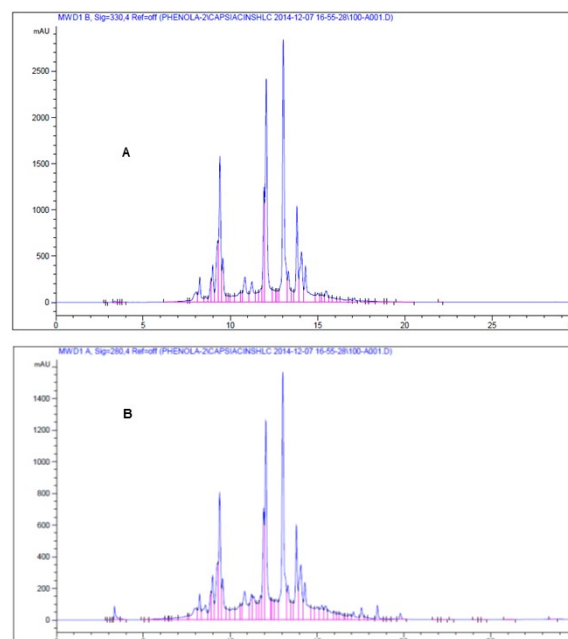 MWD1 B, Sig=330,4 Ref=off (PHENOLA-2\CAPSIACINSHLC 2014-12-07 16-55-28\100-A001.D)
mAU
2500
2000
1500
1000
500
0
A
0 5 10 15 20 25
MWD1 A, Sig=280,4 Ref=off (PHENOLA-2\CAPSIACINSHLC 2014-12-07 16-55-28\100-A001.D)
mAU
1400
1200
1000
800
600
400
200
0
B